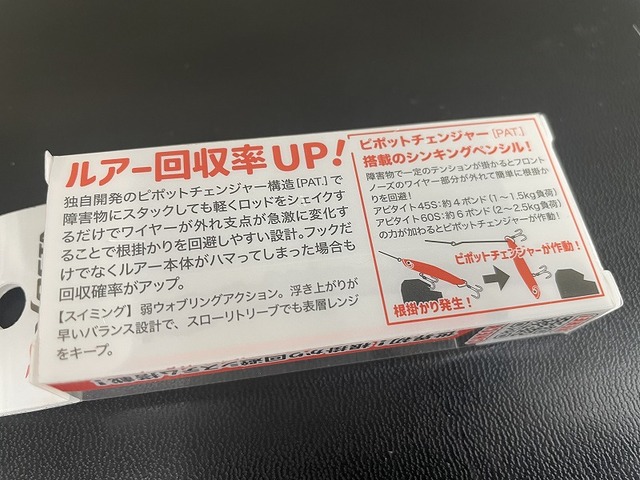 ルアー回収率UP!
独自開発のピボットチェンジャー構造[PAT.]で
障害物にスタックしても軽くロッドをシェイクす
るだけでワイヤーが外れ支点が急激に変化す
ることで根掛かりを回避しやすい設計。フックだ
けでなくルアー本体がハマってしまった場合も
回収確率がアップ。
【スイミング】弱ウォブリングアクション。浮き上がりが
早いバランス設計で、スローリトリーブでも表層レンジ
をキープ。
ピボットチェンジャー[PAT.]
搭載のシンキングペンシル!
障害物で一定のテンションが掛かるとフロント
ノーズのワイヤー部分が外れて簡単に根掛か
りを回避!
アピタイト45S:約4ポンド(1〜1.5kg負荷)
アピタイト60S:約6ポンド(2〜2.5kg負荷)
の力が加わるとピボットチェンジャーが作動!
ピボットチェンジャーが作動!
根掛かり発生!